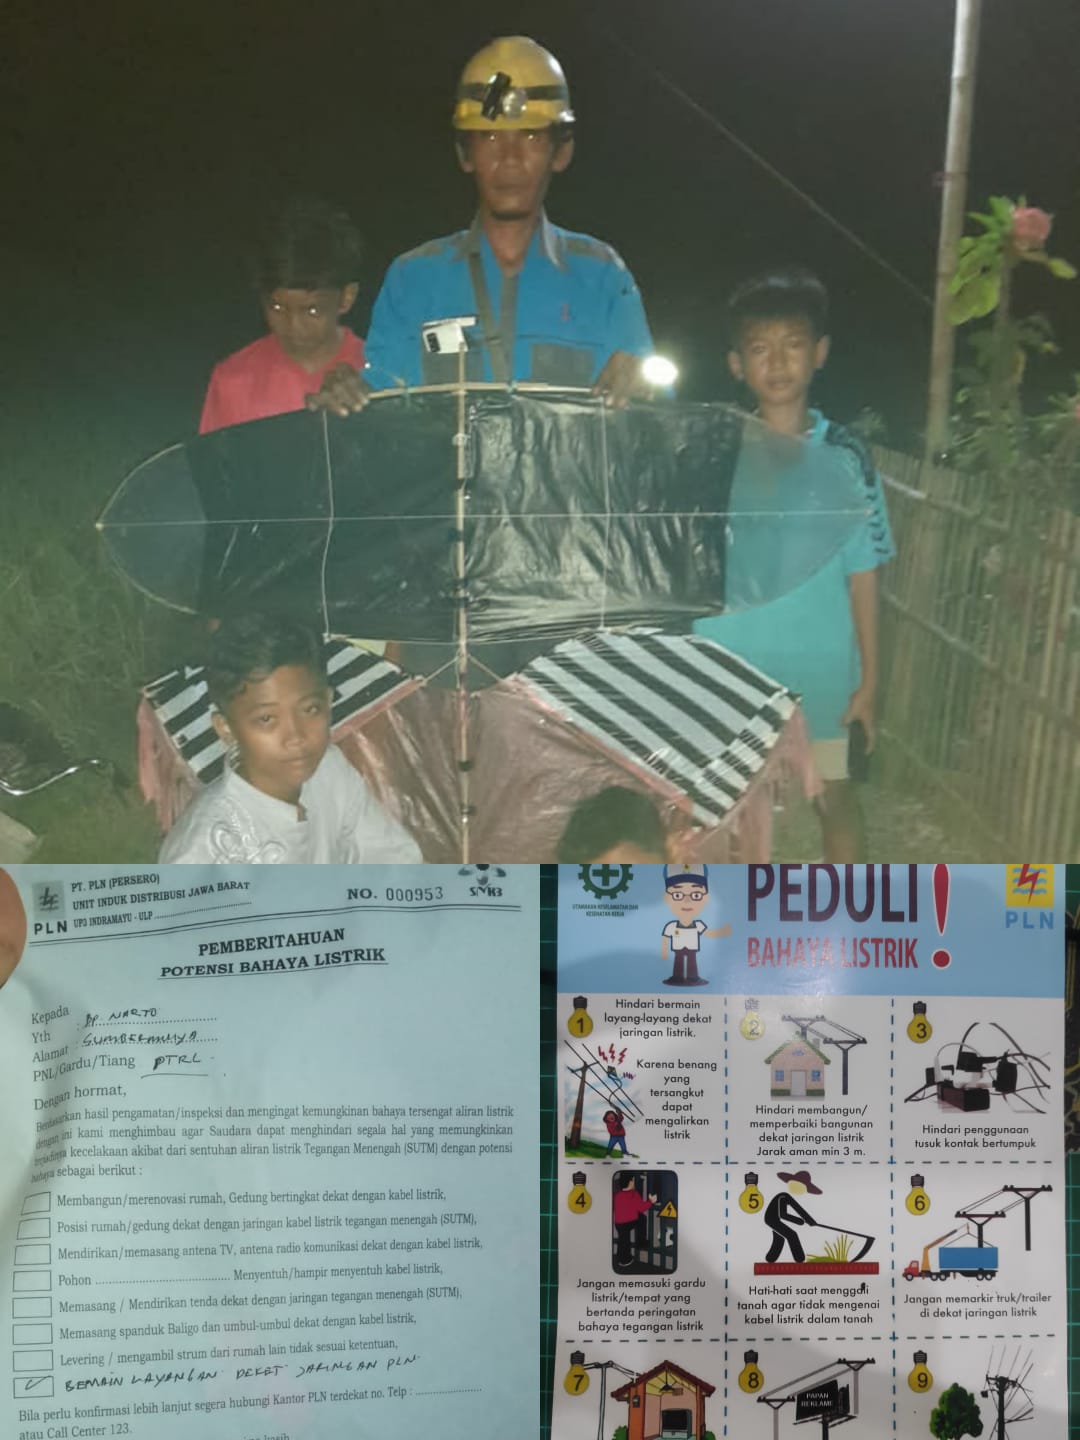 PT. PLN (PERSERO)
UNIT INDUK DISTRIBUSI JAWA BARAT
UP3 INDRAMAYU - ULP ...............................
PLN
NO. 000953
SMK3
PEMBERITAHUAN
POTENSI BAHAYA LISTRIK
Kepada
Yth : BP. NARTO
Alamat : SUMBERMULYA
PNL/Gardu/Tiang PTRL
Dengan hormat,
Berdasarkan hasil pengamatan/inspeksi dan mengingat kemungkinan bahaya tersengat aliran listrik
dengan ini kami menghimbau agar Saudara dapat menghindari segala hal yang memungkinkan
terjadinya kecelakaan akibat dari sentuhan aliran listrik Tegangan Menengah (SUTM) dengan potensi
bahaya sebagai berikut :
Membangun/merenovasi rumah, Gedung bertingkat dekat dengan kabel listrik,
Posisi rumah/gedung dekat dengan jaringan kabel listrik tegangan menengah (SUTM),
Mendirikan/memasang antena TV, antena radio komunikasi dekat dengan kabel listrik,
Pohon ........................................ Menyentuh/hampir menyentuh kabel listrik,
Memasang / Mendirikan tenda dekat dengan jaringan tegangan menengah (SUTM),
Memasang spanduk Baligo dan umbul-umbul dekat dengan kabel listrik,
Levering / mengambil strum dari rumah lain tidak sesuai ketentuan,
BEMAIN LAYANGAN DEKET JARINGAN PLN
Bila perlu konfirmasi lebih lanjut segera hubungi Kantor PLN terdekat no. Telp : ....................
atau Call Center 123.
UTAMAKAN KESELAMATAN DAN
KESEHATAN KERJA
PEDULI!
BAHAYA LISTRIK
PLN
1
Hindari bermain
layang-layang dekat
jaringan listrik.
Karena benang
yang
tersangkut
dapat
mengalirkan
listrik
2
Hindari membangun/
memperbaiki bangunan
dekat jaringan listrik
Jarak aman min 3 m.
3
Hindari penggunaan
tusuk kontak bertumpuk
4
Jangan memasuki gardu
listrik/tempat yang
bertanda peringatan
bahaya tegangan listrik
5
Hati-hati saat menggali
tanah agar tidak mengenai
kabel listrik dalam tanah
6
Jangan memarkir truk/trailer
di dekat jaringan listrik
7
8
PAPAN
REKLAME
9